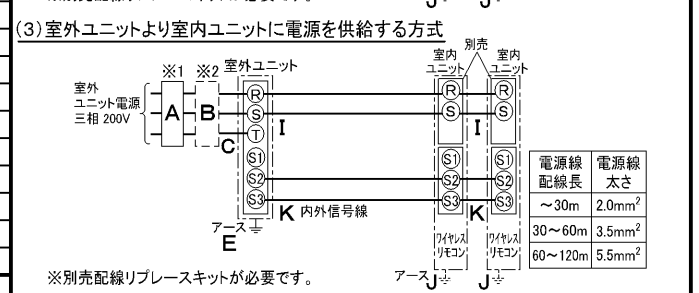 (3)室外ユニットより室内ユニットに電源を供給する方式
別売
※1 ※2 室外ユニット
室内
ユニット
室内
ユニット
室外
ユニット電源
三相 200V
A B
C
R
S
T
S1
S2
S3
I
R
S
S1
S2
S3
I
R
S
S1
S2
S3
K 内外信号線
K
アース
E
ワイヤレス
リモコン
ワイヤレス
リモコン
アース J J
電源線
配線長
電源線
太さ
～30m 2.0mm²
30～60m 3.5mm²
60～120m 5.5mm²
※別売配線リプレースキットが必要です。